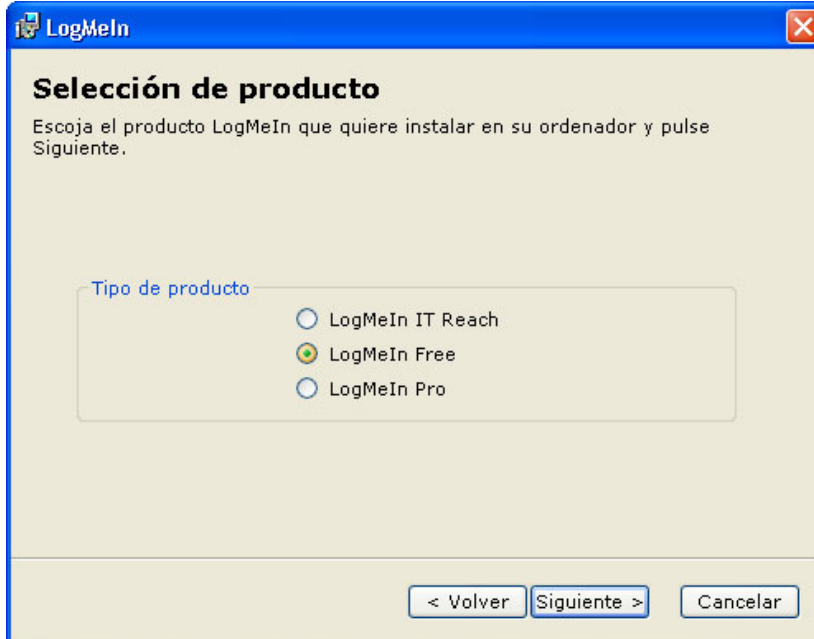 LogMeIn
Selección de producto
Escoja el producto LogMeIn que quiere instalar en su ordenador y pulse
Siguiente.
Tipo de producto
LogMeIn IT Reach
LogMeIn Free
LogMeIn Pro
< Volver Siguiente > Cancelar